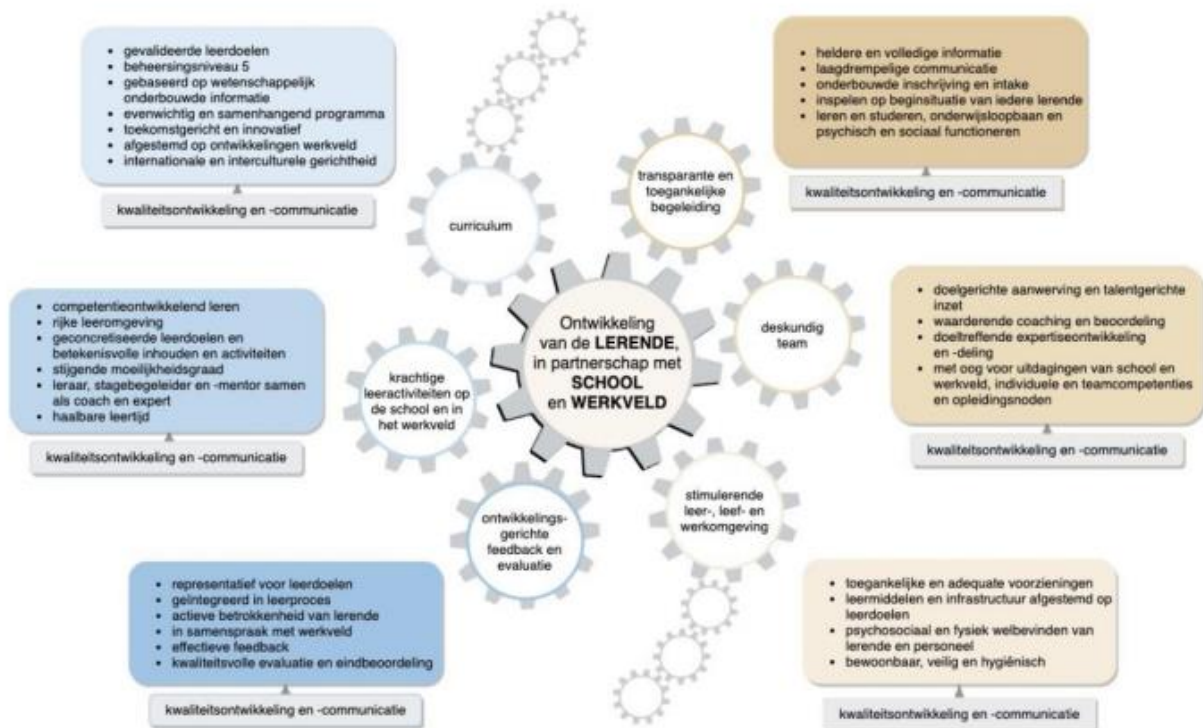 gevalideerde leerdoelen
beheersingsniveau 5
gebaseerd op wetenschappelijk
onderbouwde informatie
evenwichtig en samenhangend programma
toekomstgericht en innovatief
afgestemd op ontwikkelingen werkveld
internationale en interculturele gerichtheid
kwaliteitsontwikkeling en -communicatie
heldere en volledige informatie
laagdrempelige communicatie
onderbouwde inschrijving en intake
inspelen op beginsituatie van iedere lerende
leren en studeren, onderwijsloopbaan en
psychisch en sociaal functioneren
kwaliteitsontwikkeling en -communicatie
curriculum
transparante en
toegankelijke
begeleiding
competentieontwikkelend leren
rijke leeromgeving
geconcretiseerde leerdoelen en
betekenisvolle inhouden en activiteiten
stijgende moeilijkheidsgraad
leraar, stagebegeleider en -mentor samen
als coach en expert
haalbare leertijd
kwaliteitsontwikkeling en -communicatie
krachtige
leeractiviteiten op
de school en in
het werkveld
Ontwikkeling
van de LERENDE,
in partnerschap met
SCHOOL
en WERKVELD
deskundig
team
doelgerichte aanwerving en talentgerichte
inzet
waarderende coaching en beoordeling
doeltreffende expertiseontwikkeling
en -deling
met oog voor uitdagingen van school en
werkveld, individuele en teamcompetenties
en opleidingsnoden
kwaliteitsontwikkeling en -communicatie
ontwikkelings-
gerichte
feedback en
evaluatie
stimulerende
leer-, leef- en
werkomgeving
representatief voor leerdoelen
geïntegreerd in leerproces
actieve betrokkenheid van lerende
in samenspraak met werkveld
effectieve feedback
kwaliteitsvolle evaluatie en eindbeoordeling
kwaliteitsontwikkeling en -communicatie
toegankelijke en adequate voorzieningen
leermiddelen en infrastructuur afgestemd op
leerdoelen
psychosociaal en fysiek welbevinden van
lerende en personeel
bewoonbaar, veilig en hygiënisch
kwaliteitsontwikkeling en -communicatie